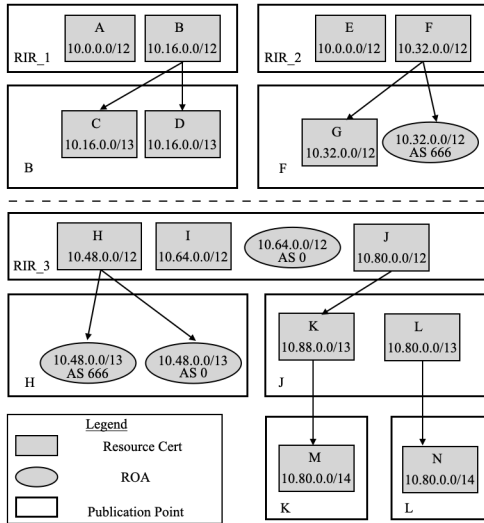 A
10.0.0.0/12
B
10.16.0.0/12
RIR_1
E
10.0.0.0/12
F
10.32.0.0/12
RIR_2
C
10.16.0.0/13
D
10.16.0.0/13
B
G
10.32.0.0/12
10.32.0.0/12
AS 666
F
H
10.48.0.0/12
I
10.64.0.0/12
10.64.0.0/12
AS 0
J
10.80.0.0/12
RIR_3
10.48.0.0/13
AS 666
10.48.0.0/13
AS 0
H
K
10.88.0.0/13
L
10.80.0.0/13
J
Legend
Resource Cert
ROA
Publication Point
M
10.80.0.0/14
K
N
10.80.0.0/14
L